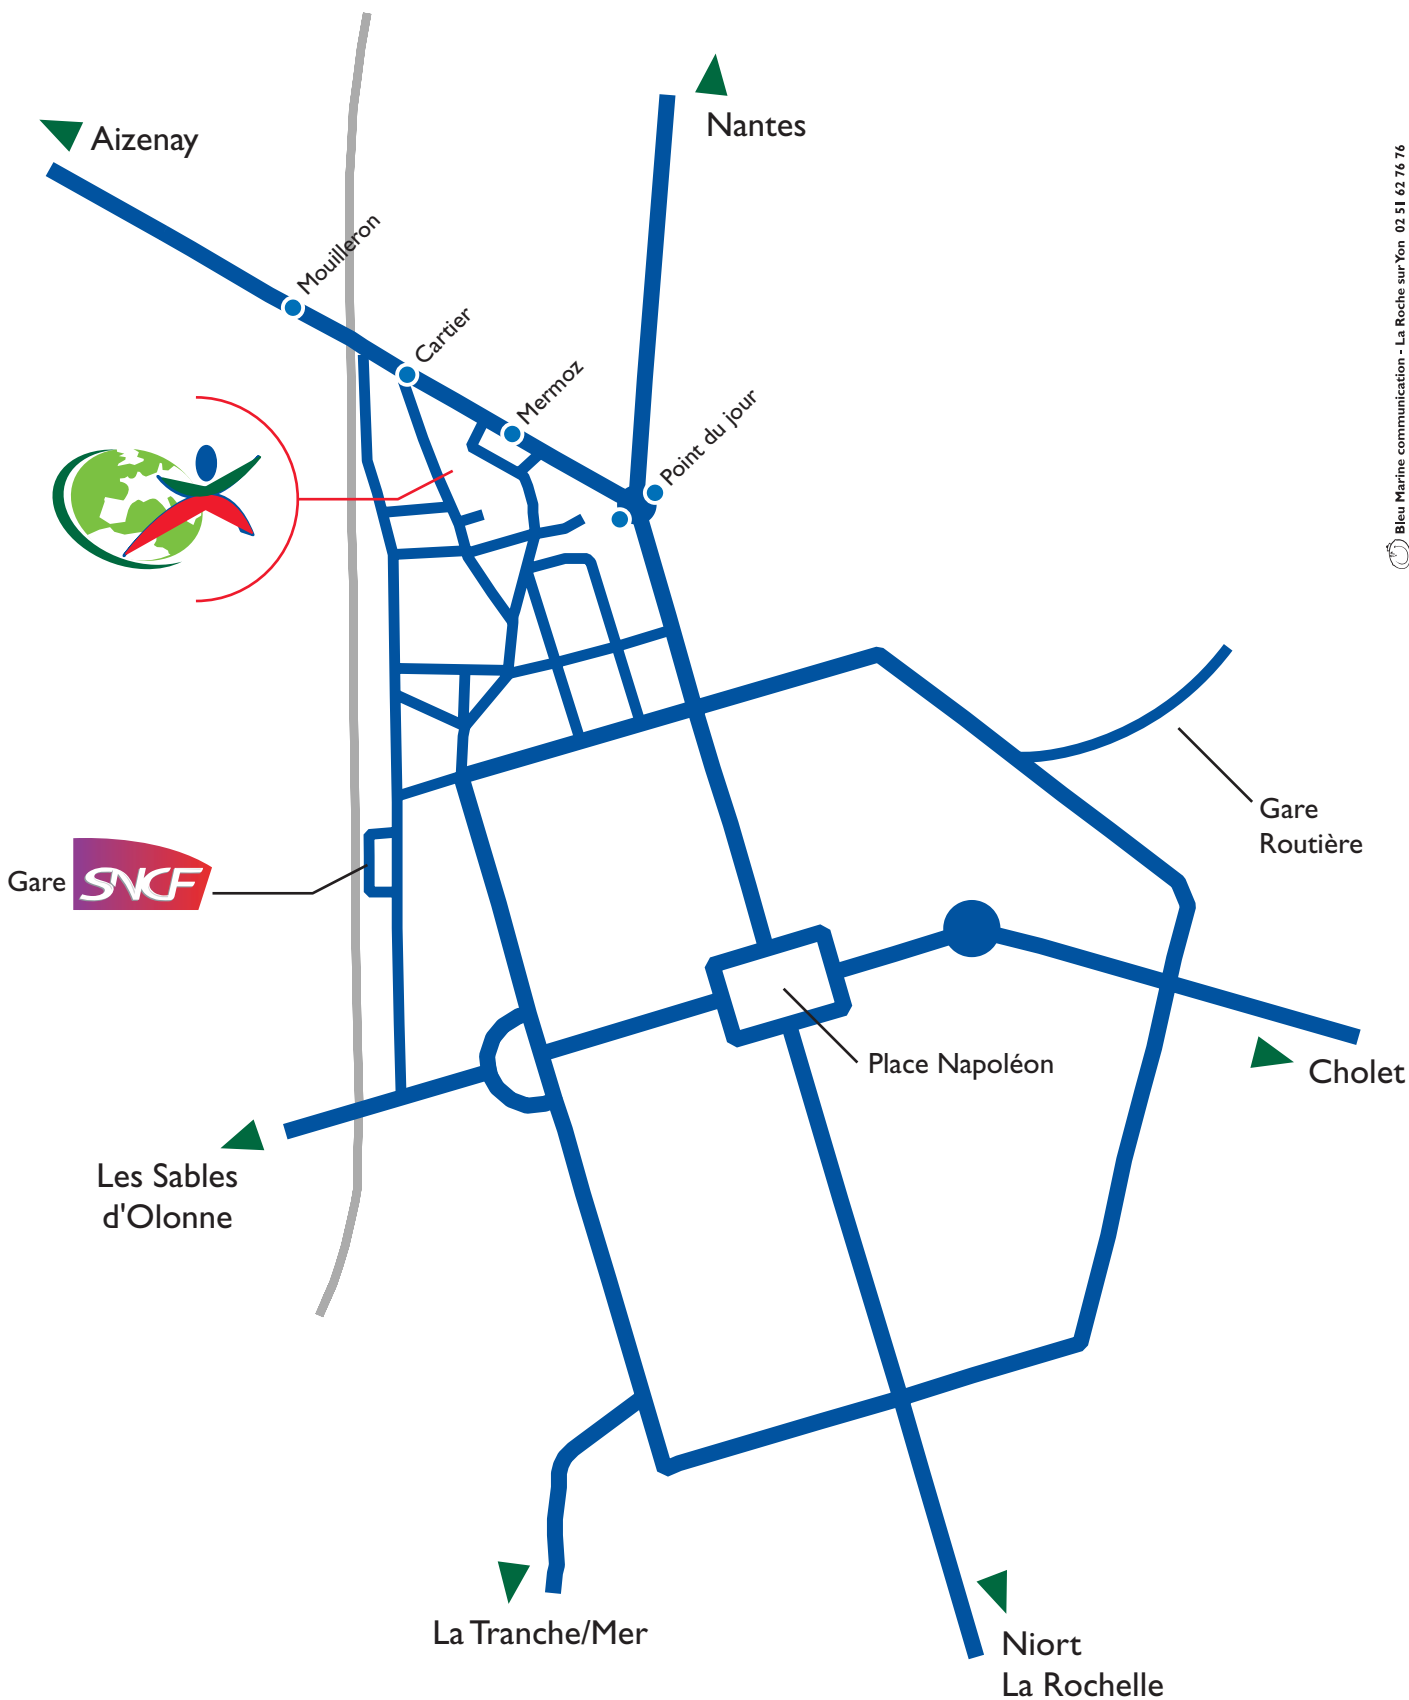 Nantes
Aizenay
Bleu Marine communication - La Roche sur Yon 02 51 62 76 76
Mouilleron
Cartier
Mermoz
Point du jour
Gare
Routière
Gare SNCF
Place Napoléon
Cholet
Les Sables
d'Olonne
La Tranche/Mer
Niort
La Rochelle